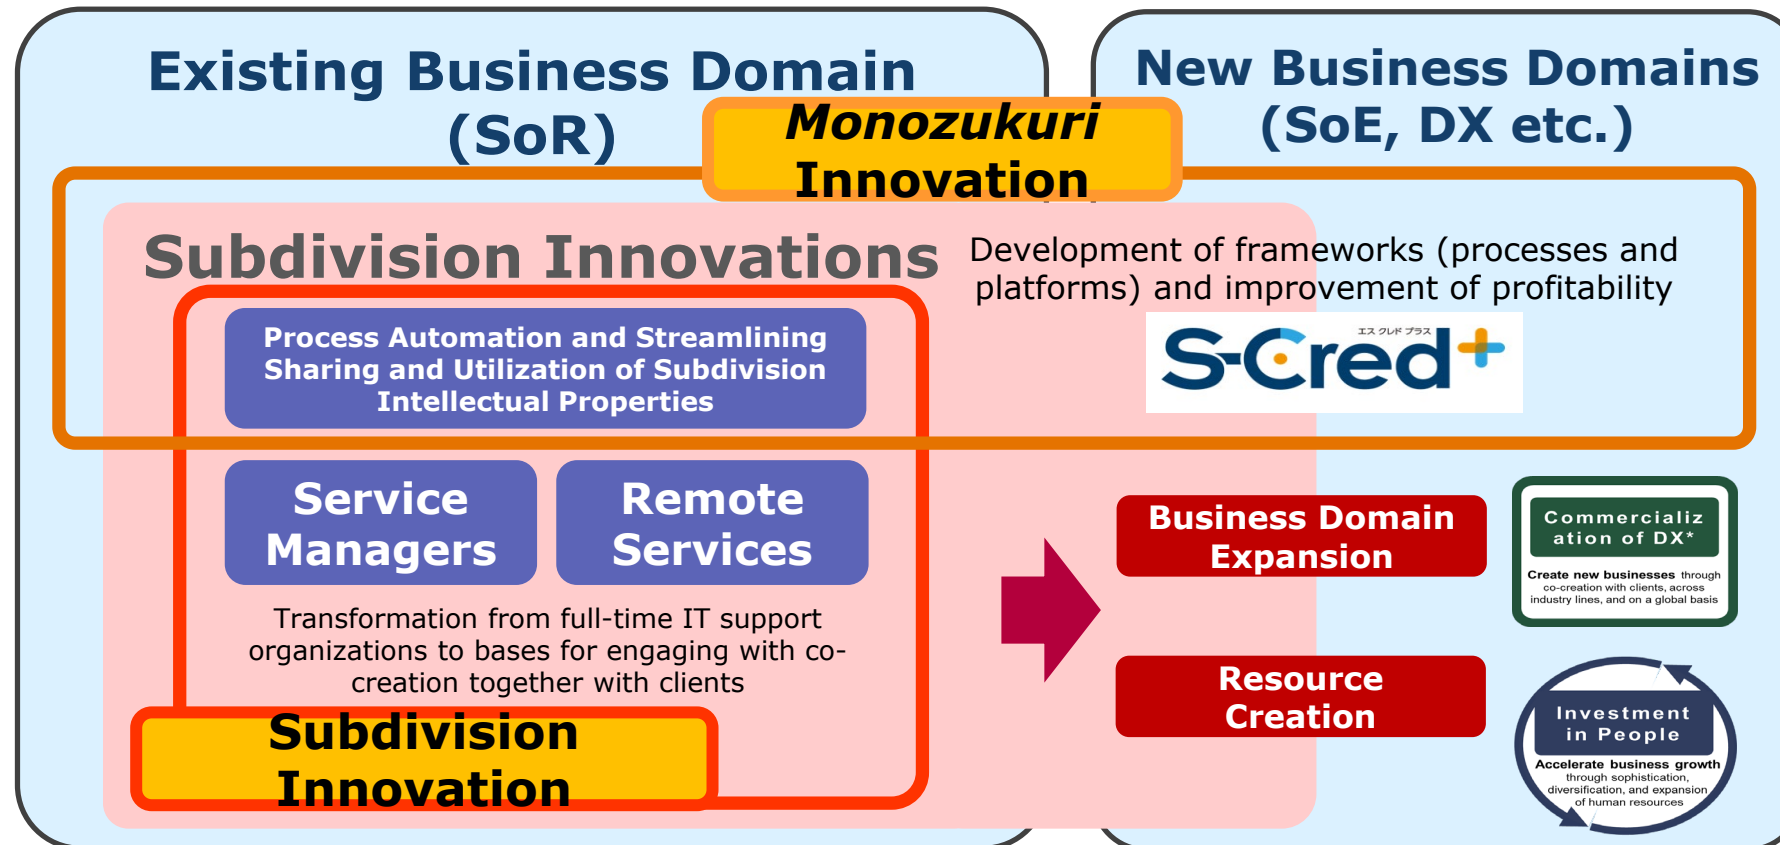 Existing Business Domain
(SoR)
New Business Domains
(SoE, DX etc.)
Monozukuri
Innovation
Subdivision Innovations
Development of frameworks (processes and
platforms) and improvement of profitability
エス クレド プラス
S-Cred+
Process Automation and Streamlining
Sharing and Utilization of Subdivision
Intellectual Properties
Service
Managers
Remote
Services
Transformation from full-time IT support
organizations to bases for engaging with co-
creation together with clients
Subdivision
Innovation
Business Domain
Expansion
Resource
Creation
Commercializ
ation of DX*
Create new businesses through
co-creation with clients, across
industry lines, and on a global basis
Investment
in People
Accelerate business growth
through sophistication,
diversification, and expansion
of human resources